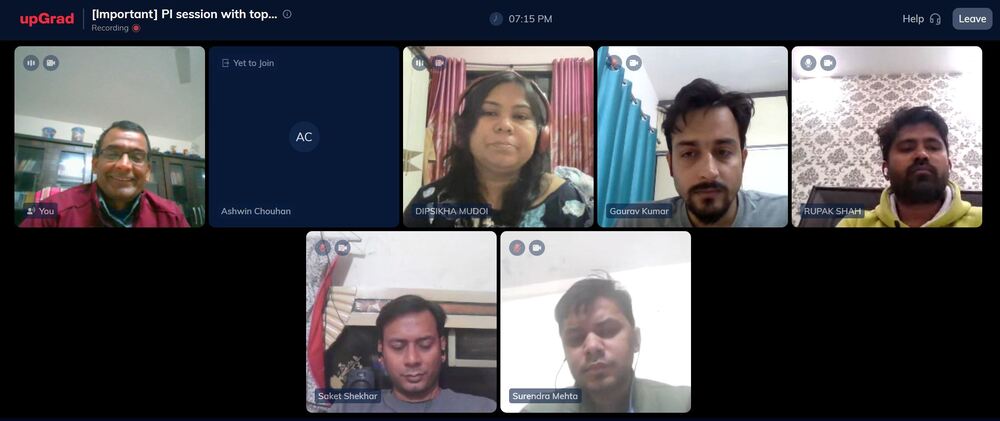 upGrad
[Important] PI session with top...
Recording
07:15 PM
Help
Leave
You
Yet to Join
AC
Ashwin Chouhan
DIPSIKHA MUDOI
Gaurav Kumar
RUPAK SHAH
Saket Shekhar
Surendra Mehta